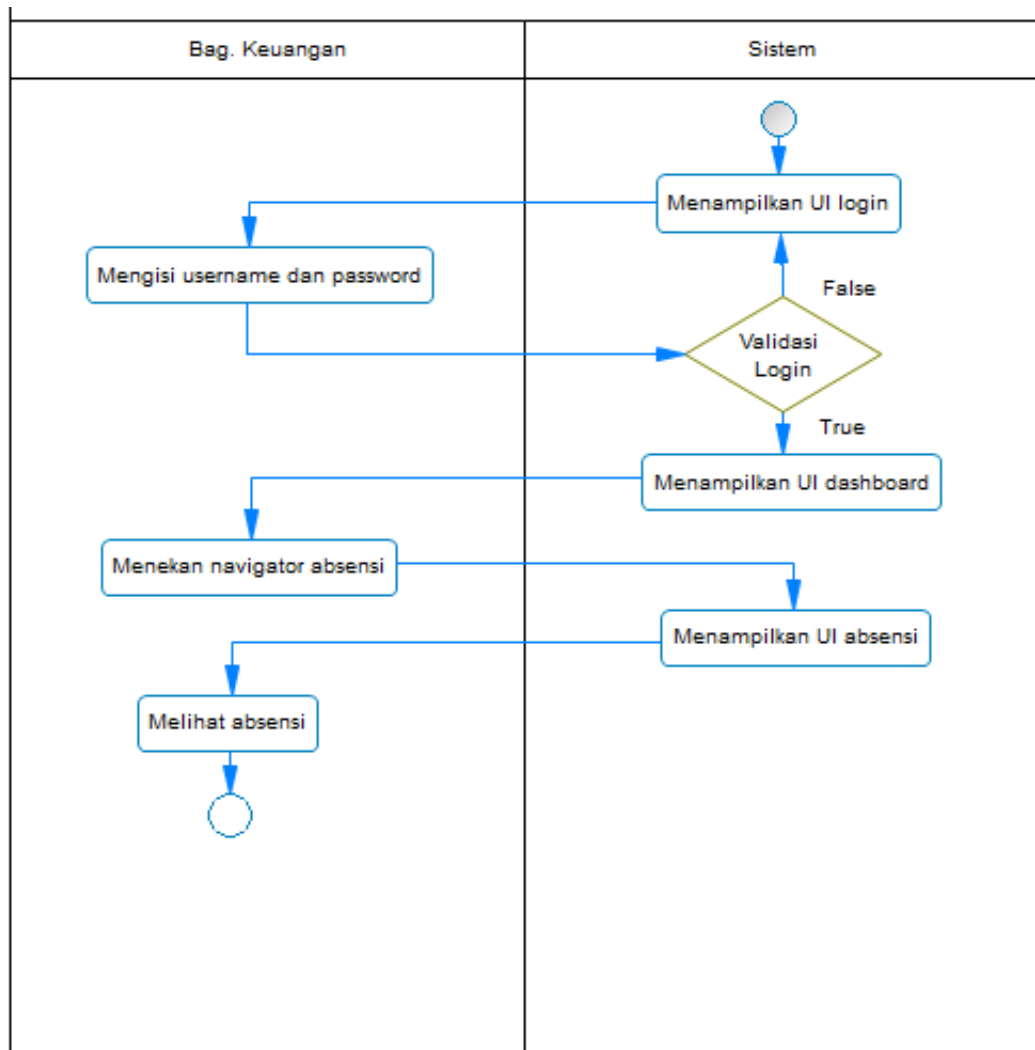 Bag. Keuangan
Sistem
Menampilkan UI login
Mengisi username dan password
False
Validasi
Login
True
Menampilkan UI dashboard
Menekan navigator absensi
Menampilkan UI absensi
Melihat absensi